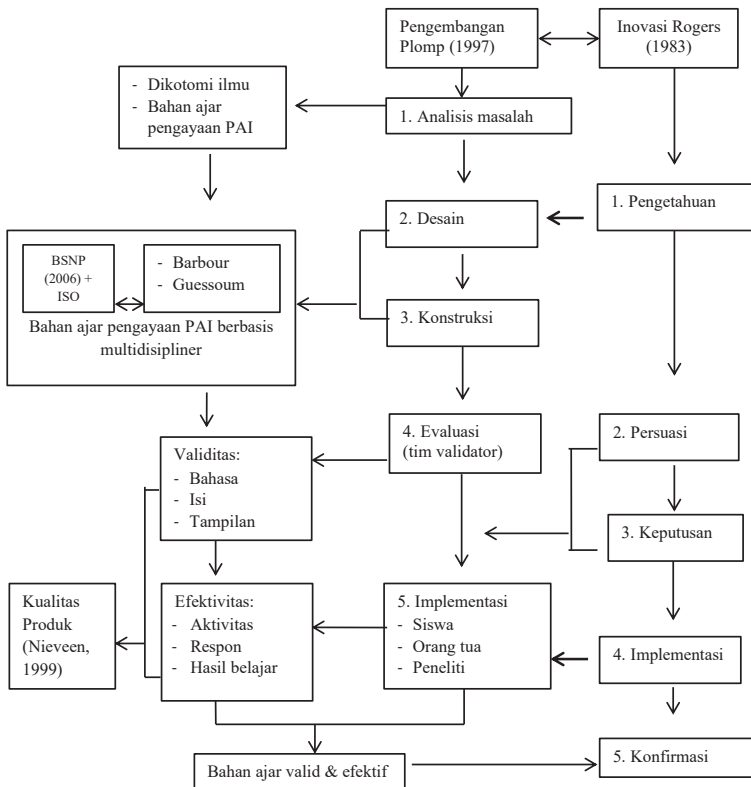 Pengembangan
Plomp (1997)
Inovasi Rogers
(1983)
- Dikotomi ilmu
- Bahan ajar
pengayaan PAI
1. Analisis masalah
1. Pengetahuan
2. Desain
BSNP
(2006) +
ISO
- Barbour
- Guessoum
Bahan ajar pengayaan PAI berbasis
multidisipliner
3. Konstruksi
4. Evaluasi
(tim validator)
2. Persuasi
Validitas:
- Bahasa
- Isi
- Tampilan
3. Keputusan
Kualitas
Produk
(Nieveen,
1999)
Efektivitas:
- Aktivitas
- Respon
- Hasil belajar
5. Implementasi
- Siswa
- Orang tua
- Peneliti
4. Implementasi
Bahan ajar valid & efektif
5. Konfirmasi